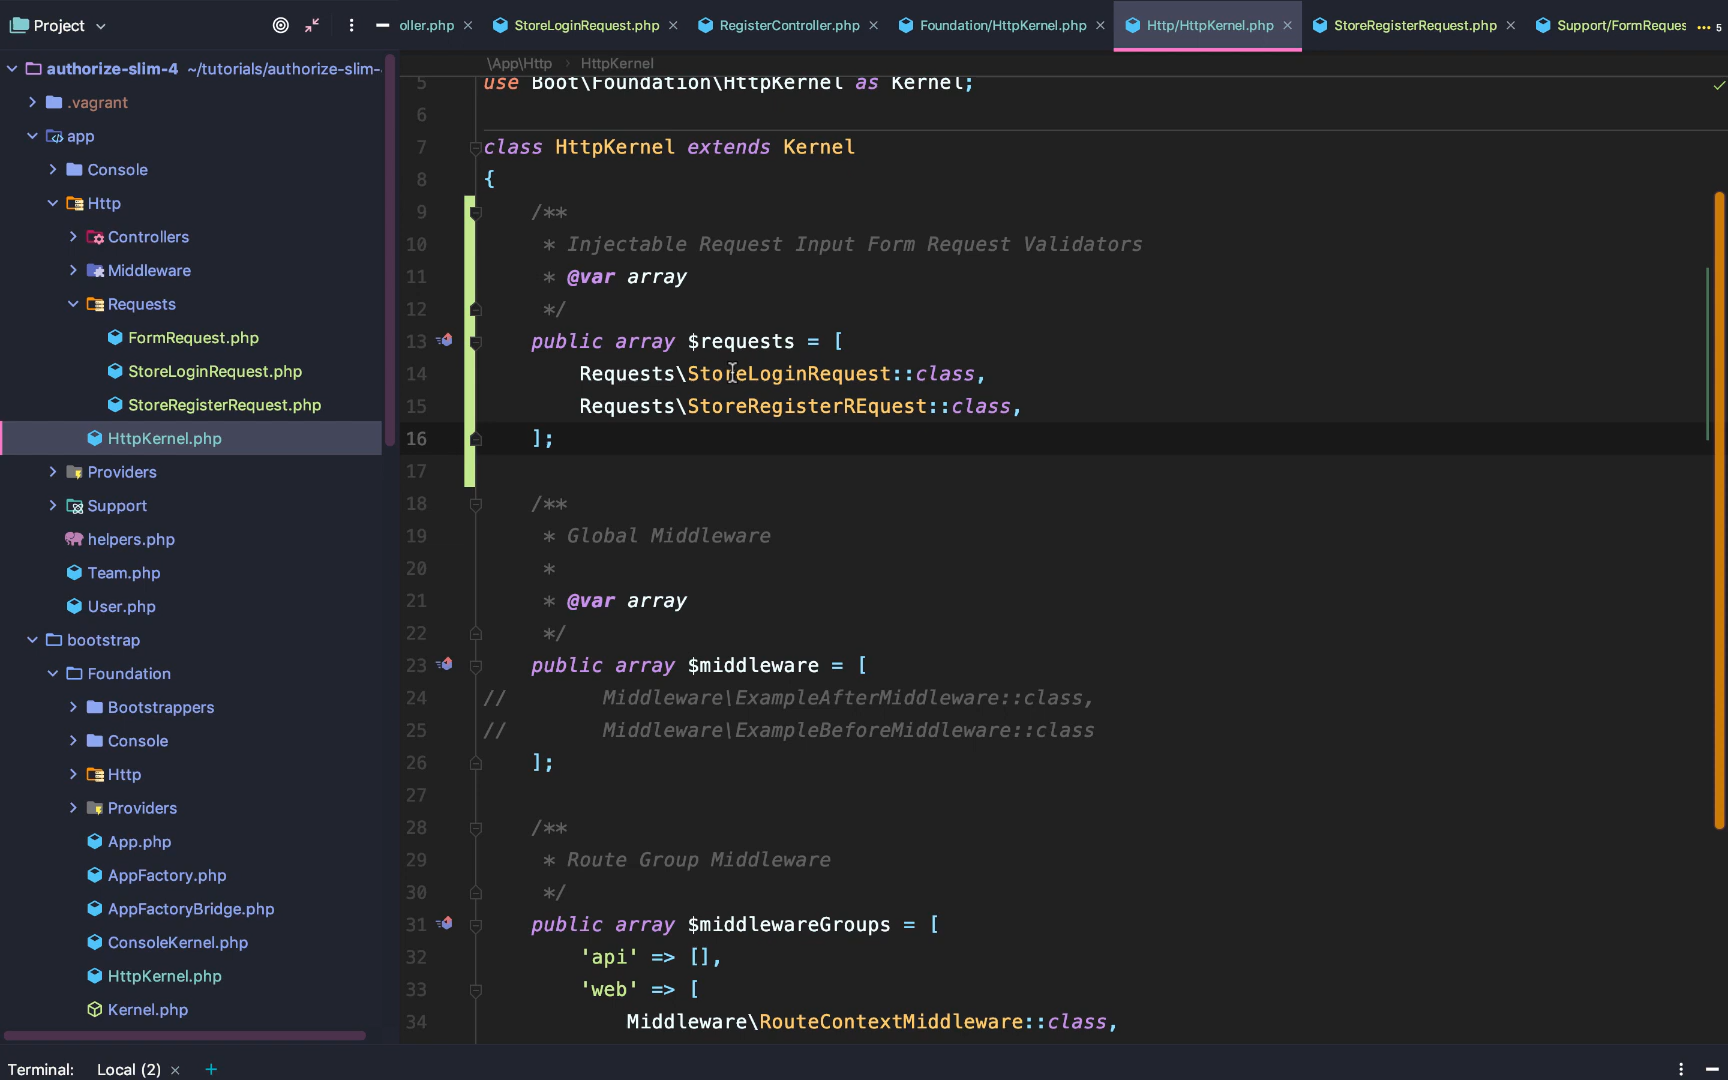 Project
oller.php
StoreLoginRequest.php
RegisterController.php
Foundation/HttpKernel.php
Http/HttpKernel.php
StoreRegisterRequest.php
Support/FormReques
5
authorize-slim-4 ~/tutorials/authorize-slim-
.vagrant
app
Console
Http
Controllers
Middleware
Requests
FormRequest.php
StoreLoginRequest.php
StoreRegisterRequest.php
HttpKernel.php
Providers
Support
helpers.php
Team.php
User.php
bootstrap
Foundation
Bootstrappers
Console
Http
Providers
App.php
AppFactory.php
AppFactoryBridge.php
ConsoleKernel.php
HttpKernel.php
Kernel.php
\App\Http > HttpKernel
5 use Boot\Foundation\HttpKernel as Kernel;
6
7 class HttpKernel extends Kernel
8 {
9 /**
10 * Injectable Request Input Form Request Validators
11 * @var array
12 */
13 public array $requests = [
14 Requests\StoreLoginRequest::class,
15 Requests\StoreRegisterREquest::class,
16 ];
17
18 /**
19 * Global Middleware
20 *
21 * @var array
22 */
23 public array $middleware = [
24 // Middleware\ExampleAfterMiddleware::class,
25 // Middleware\ExampleBeforeMiddleware::class
26 ];
27
28 /**
29 * Route Group Middleware
30 */
31 public array $middlewareGroups = [
32 'api' => [],
33 'web' => [
34 Middleware\RouteContextMiddleware::class,
Terminal: Local (2) × +